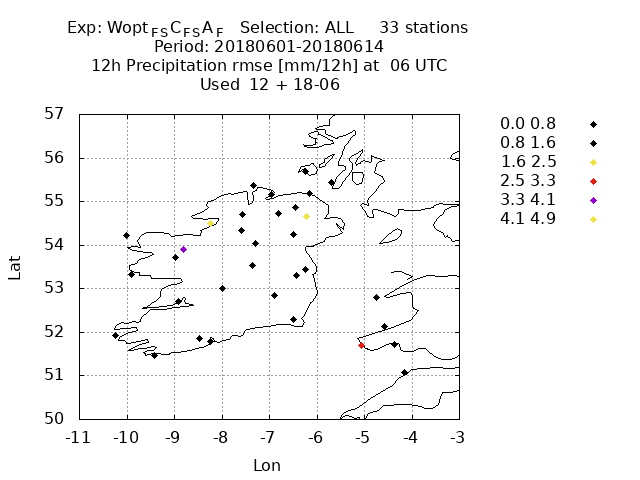 Exp: Wopt FS C FS A F Selection: ALL 33 stations
Period: 20180601-20180614
12h Precipitation rmse [mm/12h] at 06 UTC
Used 12 + 18-06
57
56
55
54
53
52
51
50
-11 -10 -9 -8 -7 -6 -5 -4 -3
Lat
Lon
0.0 0.8
0.8 1.6
1.6 2.5
2.5 3.3
3.3 4.1
4.1 4.9